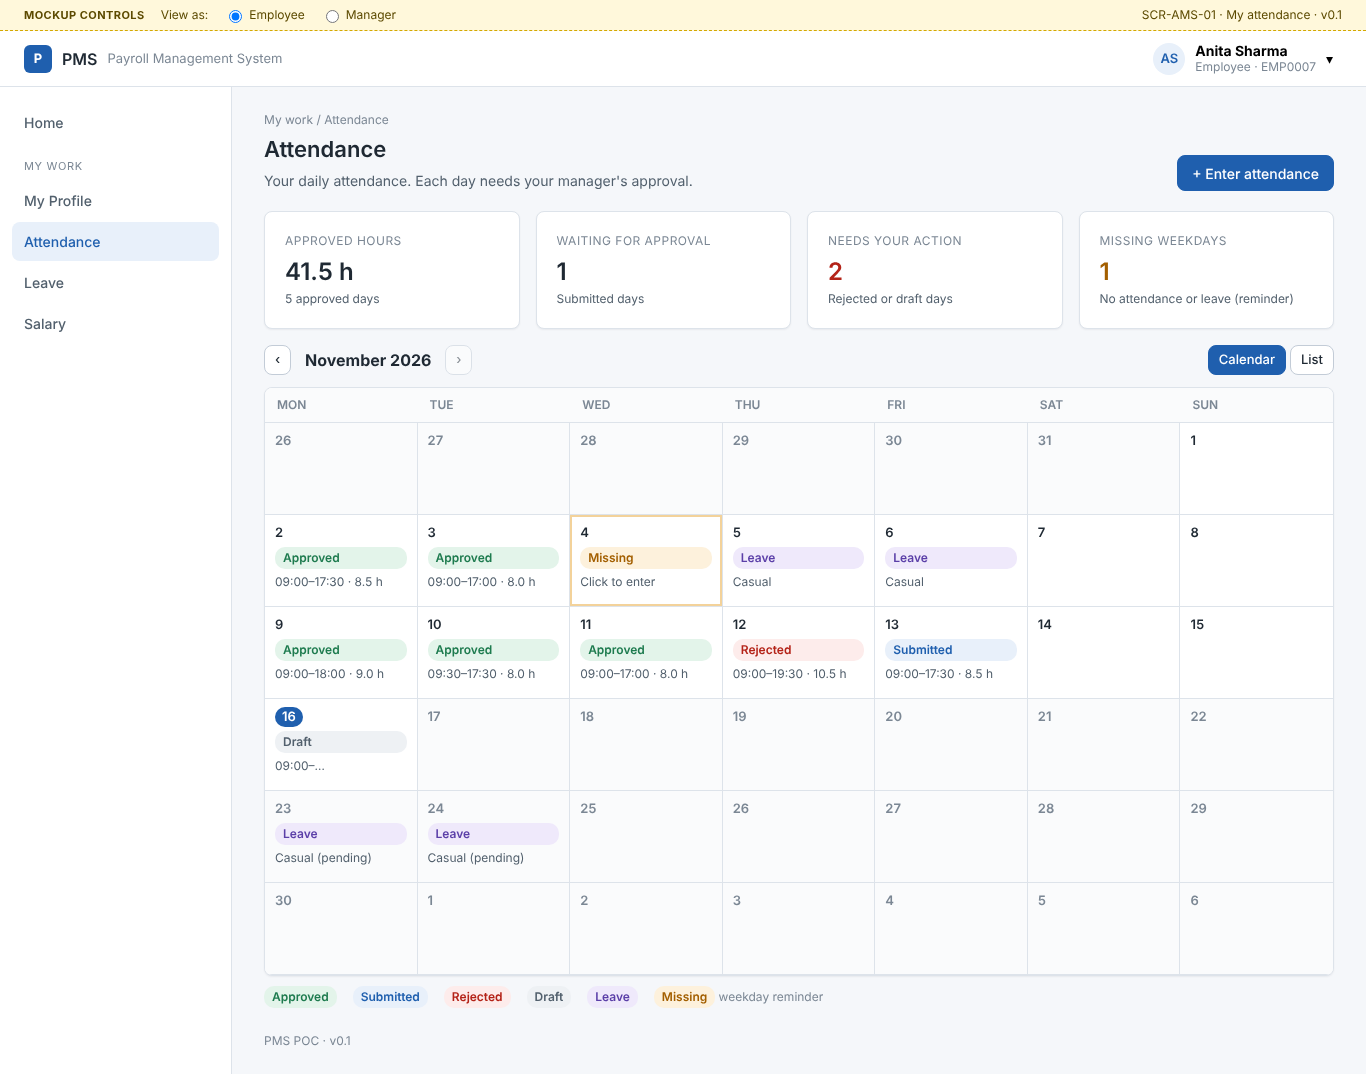 MOCKUP CONTROLS View as: Employee Manager SCR-AMS-01 · My attendance · v0.1
P PMS Payroll Management System AS Anita Sharma ▼
Employee · EMP0007
Home
MY WORK
My Profile
Attendance
Leave
Salary
My work / Attendance
Attendance
Your daily attendance. Each day needs your manager's approval.
+ Enter attendance
APPROVED HOURS
41.5 h
5 approved days
WAITING FOR APPROVAL
1
Submitted days
NEEDS YOUR ACTION
2
Rejected or draft days
MISSING WEEKDAYS
1
No attendance or leave (reminder)
‹ November 2026 › Calendar List
MON TUE WED THU FRI SAT SUN
26 27 28 29 30 31 1
2 3 4 5 6 7 8
Approved Approved Missing Leave Leave
09:00–17:30 · 8.5 h 09:00–17:00 · 8.0 h Click to enter Casual Casual
9 10 11 12 13 14 15
Approved Approved Approved Rejected Submitted
09:00–18:00 · 9.0 h 09:30–17:30 · 8.0 h 09:00–17:00 · 8.0 h 09:00–19:30 · 10.5 h 09:00–17:30 · 8.5 h
16 17 18 19 20 21 22
Draft
09:00–...
23 24 25 26 27 28 29
Leave Leave
Casual (pending) Casual (pending)
30 1 2 3 4 5 6
Approved Submitted Rejected Draft Leave Missing weekday reminder
PMS POC · v0.1